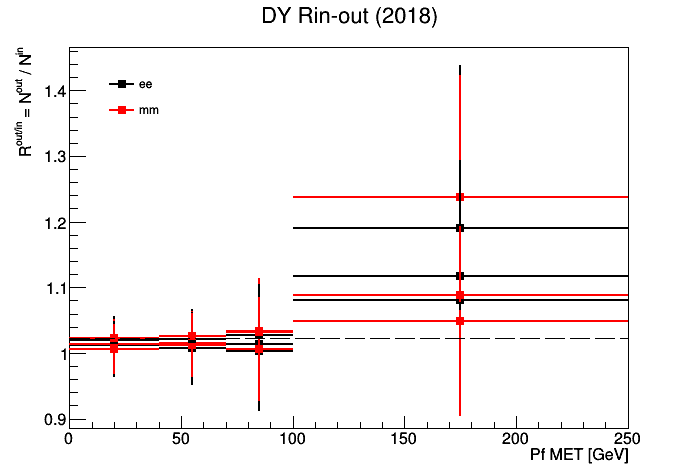 DY Rin-out (2018)
R^out/in = N^out / N^in
ee
mm
1.4
1.3
1.2
1.1
1
0.9
0 50 100 150 200 250
Pf MET [GeV]